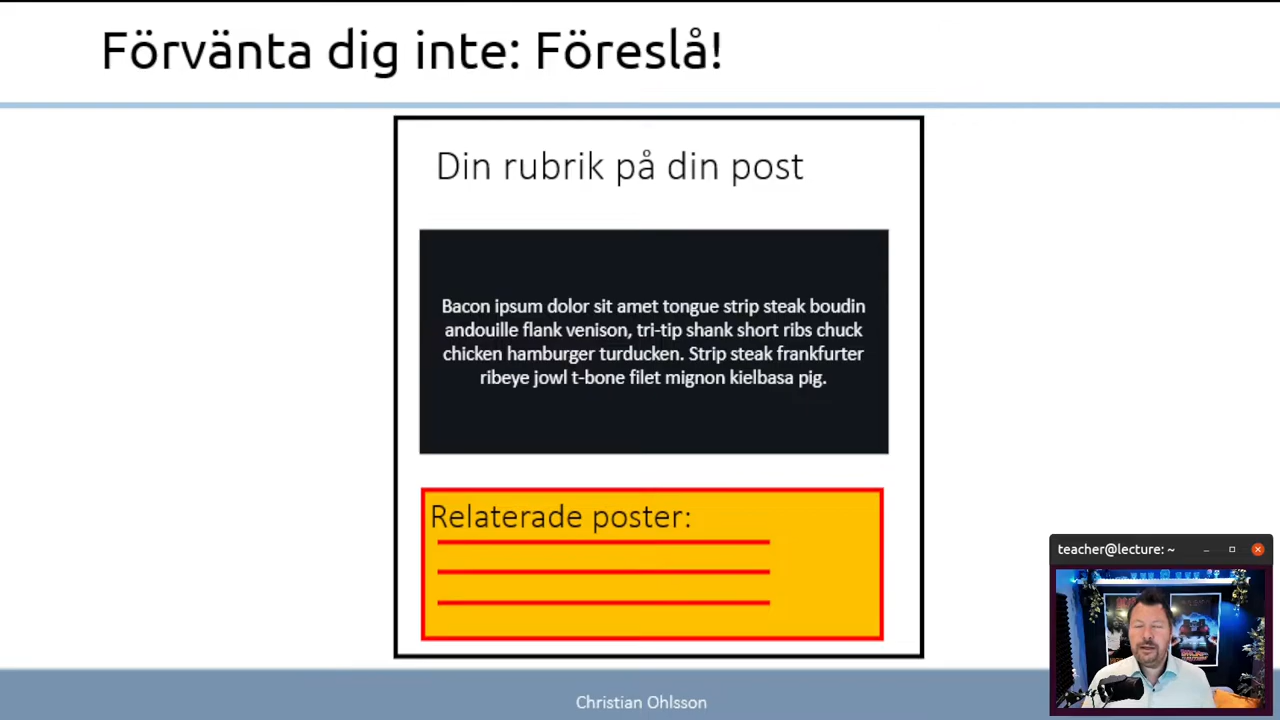 Förvänta dig inte: Föreslå!
Din rubrik på din post
Bacon ipsum dolor sit amet tongue strip steak boudin
andouille flank venison, tri-tip shank short ribs chuck
chicken hamburger turducken. Strip steak frankfurter
ribeye jowl t-bone filet mignon kielbasa pig.
Relaterade poster:
teacher@lecture: ~
Christian Ohlsson